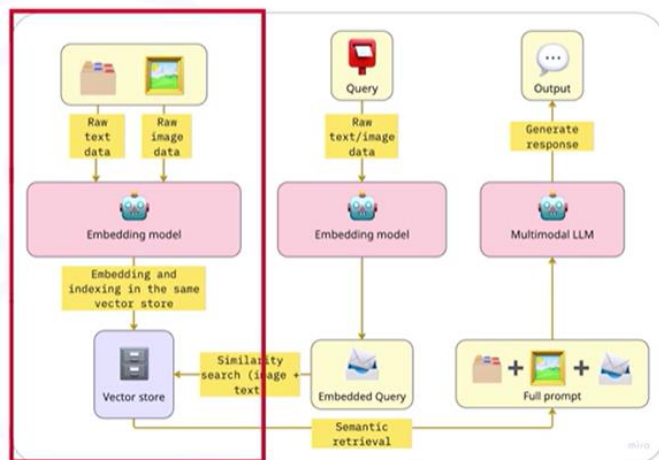 Raw
text
data
Raw
image
data
Embedding model
Embedding and
indexing in the same
vector store
Vector store
Query
Raw
text/image
data
Embedding model
Similarity
search (image +
text)
Embedded Query
Semantic
retrieval
Output
Generate
response
Multimodal LLM
Full prompt
miro